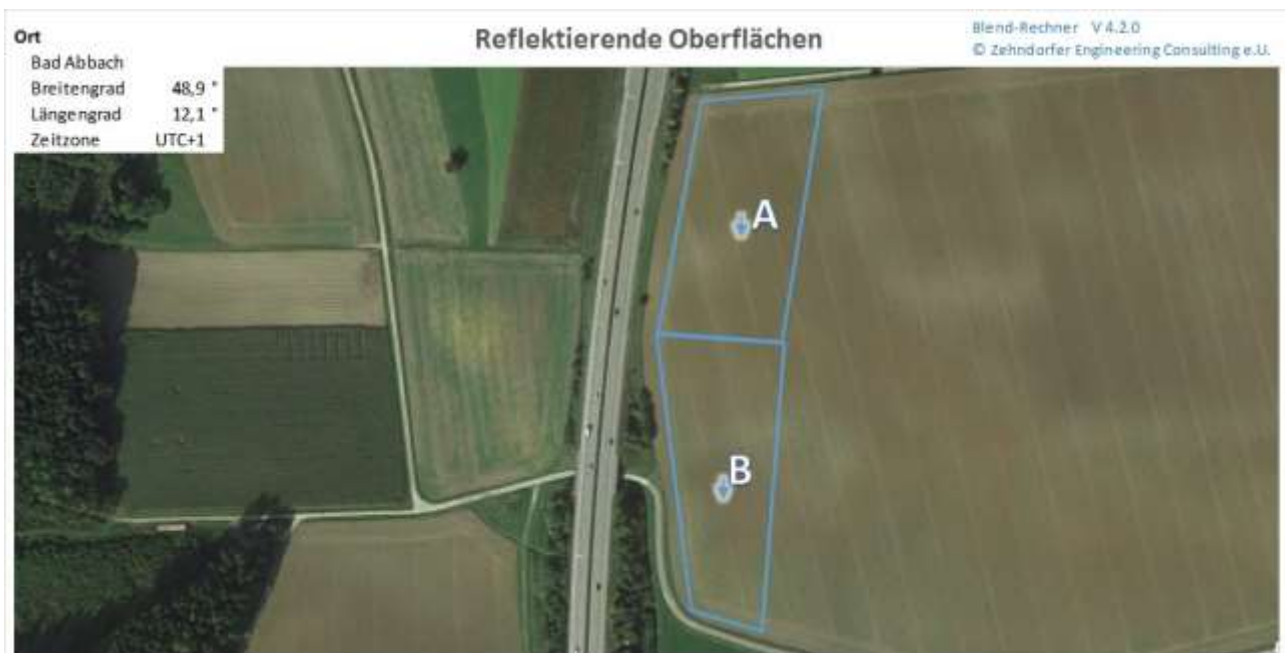 Ort
Reflektierende Oberflächen
Blend-Rechner V 4.2.0
© Zehndorfer Engineering Consulting e.U.
Bad Abbach
Breitengrad 48,9 °
Längengrad 12,1 °
Zeitzone UTC+1
A
B